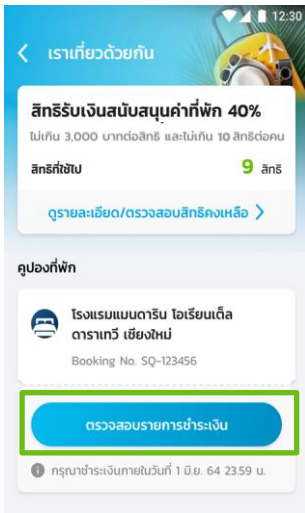 12:30
เราเที่ยวด้วยกัน
สิทธิรับเงินสนับสนุนค่าที่พัก 40%
ไม่เกิน 3,000 บาทต่อสิทธิ และไม่เกิน 10 สิทธิต่อคน
สิทธิที่ใช้ไป 9 สิทธิ
ดูรายละเอียด/ตรวจสอบสิทธิคงเหลือ
คูปองที่พัก
โรงแรมแมนดาริน โอเรียนเต็ล
ดาราเทวี เชียงใหม่
Booking No. SQ-123456
ตรวจสอบรายการชำระเงิน
กรุณาชำระเงินภายในวันที่ 1 มิ.ย. 64 23.59 น.